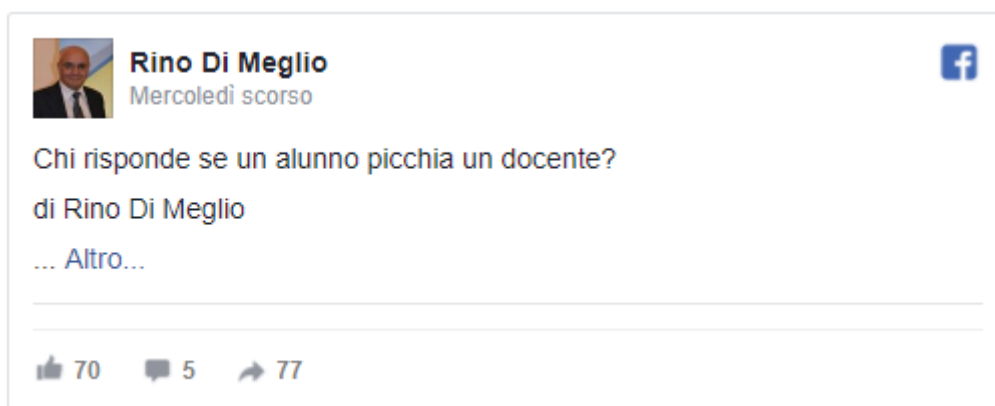 Rino Di Meglio
Mercoledì scorso
Chi risponde se un alunno picchia un docente?
di Rino Di Meglio
... Altro...
70 5 77